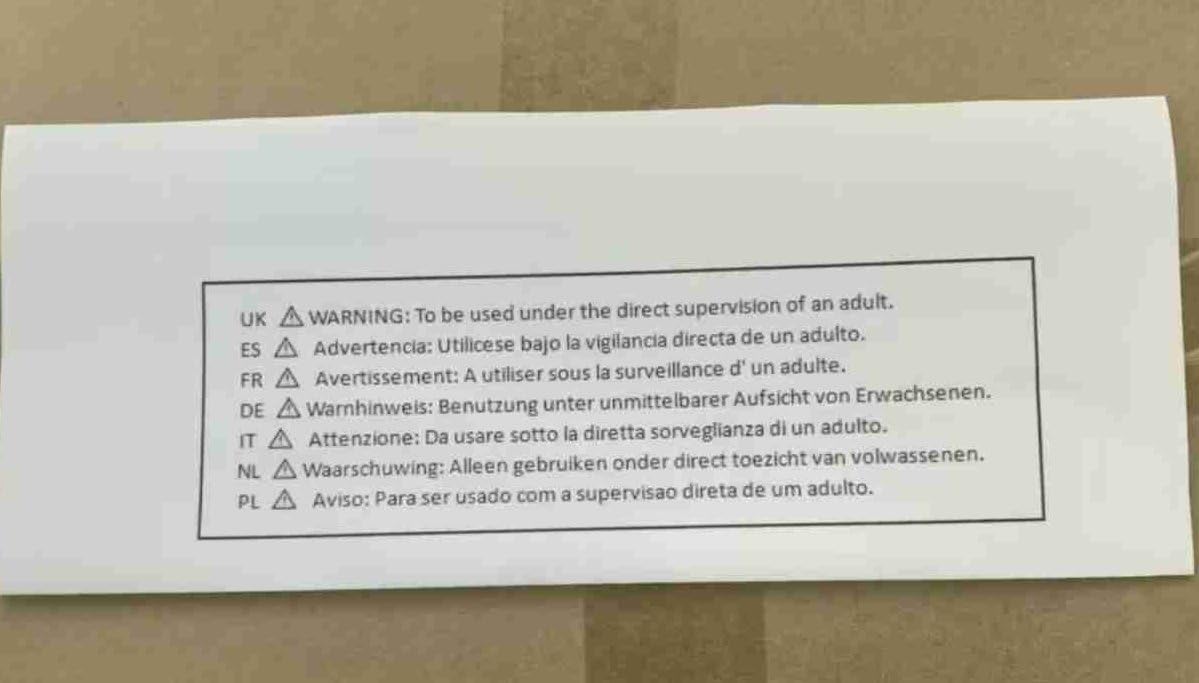 UK ⚠ WARNING: To be used under the direct supervision of an adult.
ES ⚠ Advertencia: Utilicese bajo la vigilancia directa de un adulto.
FR ⚠ Avertissement: A utiliser sous la surveillance d' un adulte.
DE ⚠ Warnhinweis: Benutzung unter unmittelbarer Aufsicht von Erwachsenen.
IT ⚠ Attenzione: Da usare sotto la diretta sorveglianza di un adulto.
NL ⚠ Waarschuwing: Alleen gebruiken onder direct toezicht van volwassenen.
PL ⚠ Aviso: Para ser usado com a supervisao direta de um adulto.